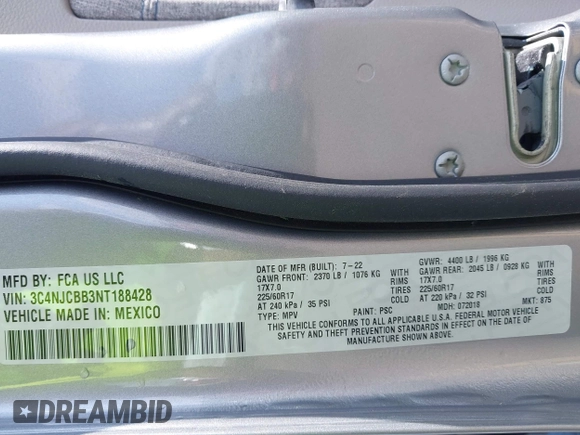 MFD BY: FCA US LLC
VIN: 3C4NJCBB3NT188428
VEHICLE MADE IN: MEXICO
DATE OF MFR (BUILT): 7-22
GAWR FRONT: 2370 LB / 1076 KG
17X7.0
225/60R17
AT 240 kPa / 35 PSI
TYPE: MPV
GVWR: 4400 LB / 1996 KG
GAWR REAR: 2045 LB / 0928 KG
WITH 17X7.0
RIMS
TIRES 225/60R17
TIRES
AT 220 kPa / 32 PSI
PAINT: PSC
MDH: 072018
MKT: 875
THIS VEHICLE CONFORMS TO ALL APPLICABLE U.S.A. FEDERAL MOTOR VEHICLE
SAFETY AND THEFT PREVENTION STANDARDS IN EFFECT ON THE DATE OF
MANUFACTURE SHOWN ABOVE.
DREAMBID